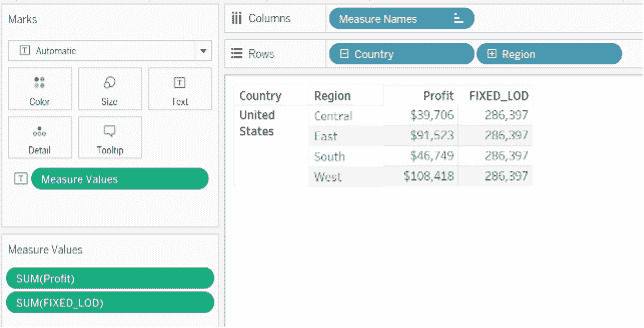 Marks
Automatic
Color
Size
Text
Detail
Tooltip
Measure Values
Measure Values
SUM(Profit)
SUM(FIXED_LOD)
Columns
Measure Names
Rows
Country
Region
Country Region Profit FIXED_LOD
United States Central $39,706 286,397
East $91,523 286,397
South $46,749 286,397
West $108,418 286,397